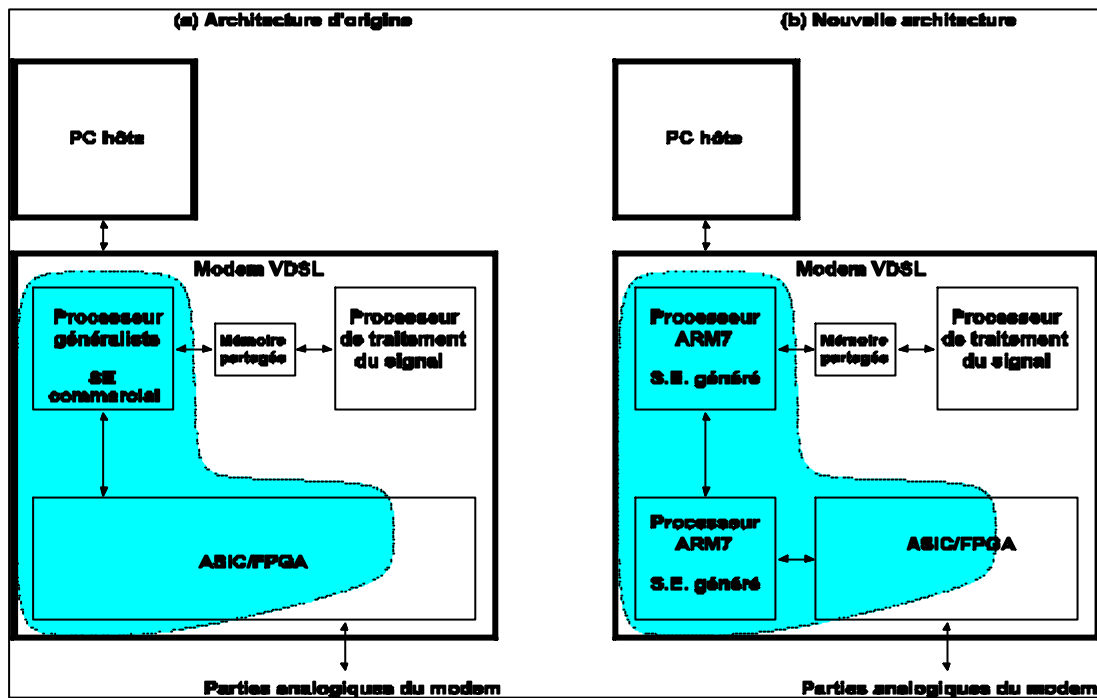 (a) Architecture d'origine
PC hôte
Modem VDSL
Processeur
généraliste
SE
commercial
Mémoire
partagée
Processeur
de traitement
du signal
ASIC/FPGA
Parties analogiques du modem
(b) Nouvelle architecture
PC hôte
Modem VDSL
Processeur
ARM7
S.E. généré
Mémoire
partagée
Processeur
de traitement
du signal
Processeur
ARM7
S.E. généré
ASIC/FPGA
Parties analogiques du modem